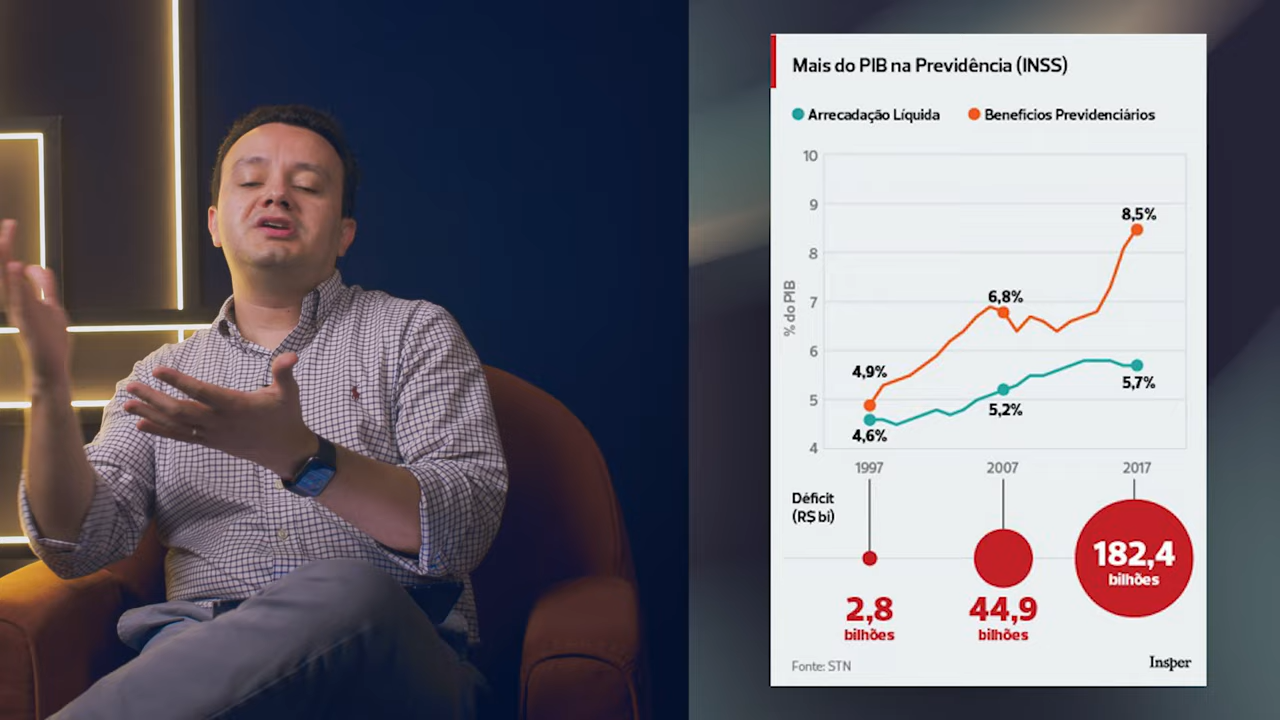 Mais do PIB na Previdência (INSS)
Arrecadação Líquida
Benefícios Previdenciários
% do PIB
10
9
8
7
6
5
4
4,9%
6,8%
8,5%
4,6%
5,2%
5,7%
1997
2007
2017
Déficit
(R$ bi)
2,8
bilhões
44,9
bilhões
182,4
bilhões
Fonte: STN
Insper